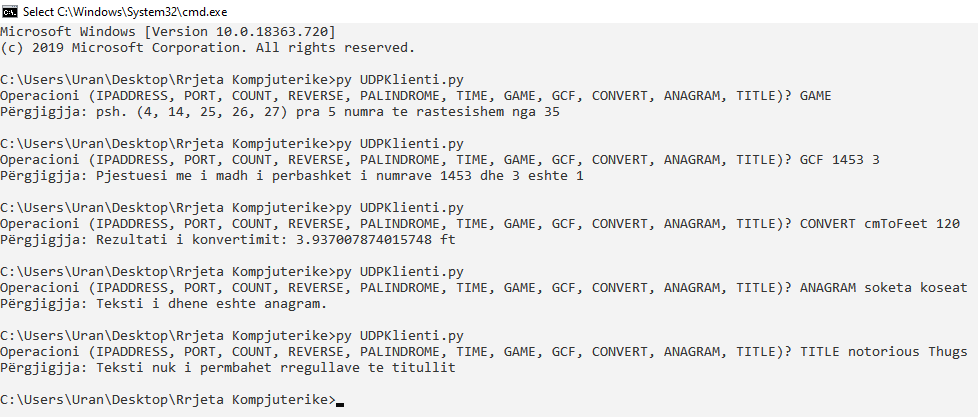 Select C:\Windows\System32\cmd.exe
Microsoft Windows [Version 10.0.18363.720]
(c) 2019 Microsoft Corporation. All rights reserved.
C:\Users\Uran\Desktop\Rrjeta Kompjuterike>py UDPKlienti.py
Operacioni (IPADDRESS, PORT, COUNT, REVERSE, PALINDROME, TIME, GAME, GCF, CONVERT, ANAGRAM, TITLE)? GAME
Përgjigjja: psh. (4, 14, 25, 26, 27) pra 5 numra te rastesishem nga 35
C:\Users\Uran\Desktop\Rrjeta Kompjuterike>py UDPKlienti.py
Operacioni (IPADDRESS, PORT, COUNT, REVERSE, PALINDROME, TIME, GAME, GCF, CONVERT, ANAGRAM, TITLE)? GCF 1453 3
Përgjigjja: Pjestuesi me i madh i perbashket i numrave 1453 dhe 3 eshte 1
C:\Users\Uran\Desktop\Rrjeta Kompjuterike>py UDPKlienti.py
Operacioni (IPADDRESS, PORT, COUNT, REVERSE, PALINDROME, TIME, GAME, GCF, CONVERT, ANAGRAM, TITLE)? CONVERT cmToFeet 120
Përgjigjja: Rezultati i konvertimit: 3.937007874015748 ft
C:\Users\Uran\Desktop\Rrjeta Kompjuterike>py UDPKlienti.py
Operacioni (IPADDRESS, PORT, COUNT, REVERSE, PALINDROME, TIME, GAME, GCF, CONVERT, ANAGRAM, TITLE)? ANAGRAM soketa koseat
Përgjigjja: Teksti i dhene eshte anagram.
C:\Users\Uran\Desktop\Rrjeta Kompjuterike>py UDPKlienti.py
Operacioni (IPADDRESS, PORT, COUNT, REVERSE, PALINDROME, TIME, GAME, GCF, CONVERT, ANAGRAM, TITLE)? TITLE notorious Thugs
Përgjigjja: Teksti nuk i permbahet rregullave te titullit
C:\Users\Uran\Desktop\Rrjeta Kompjuterike>